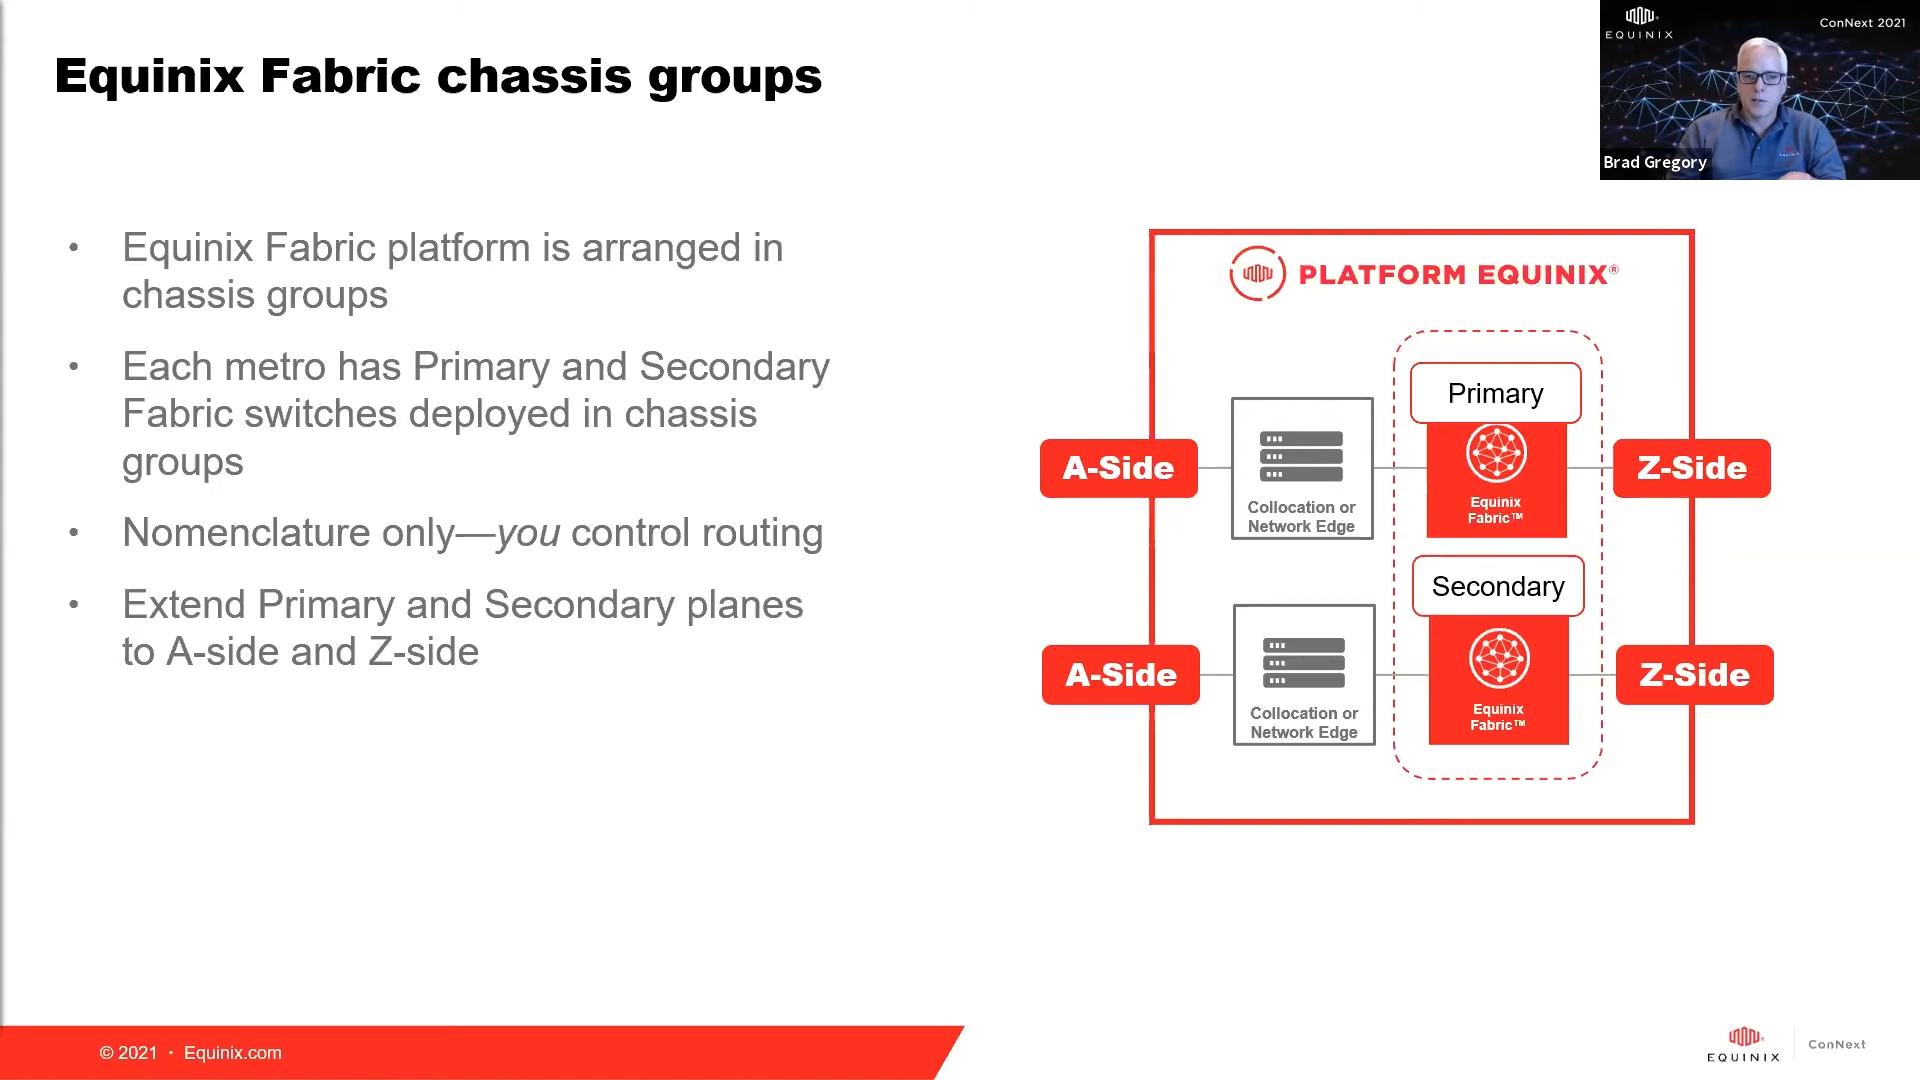 Equinix Fabric chassis groups
EQUINIX
ConNext 2021
Brad Gregory
• Equinix Fabric platform is arranged in
chassis groups
• Each metro has Primary and Secondary
Fabric switches deployed in chassis
groups
• Nomenclature only—you control routing
• Extend Primary and Secondary planes
to A-side and Z-side
PLATFORM EQUINIX®
Primary
A-Side
Collocation or
Network Edge
Equinix
Fabric™
Z-Side
Secondary
A-Side
Collocation or
Network Edge
Equinix
Fabric™
Z-Side
© 2021 · Equinix.com
EQUINIX
ConNext